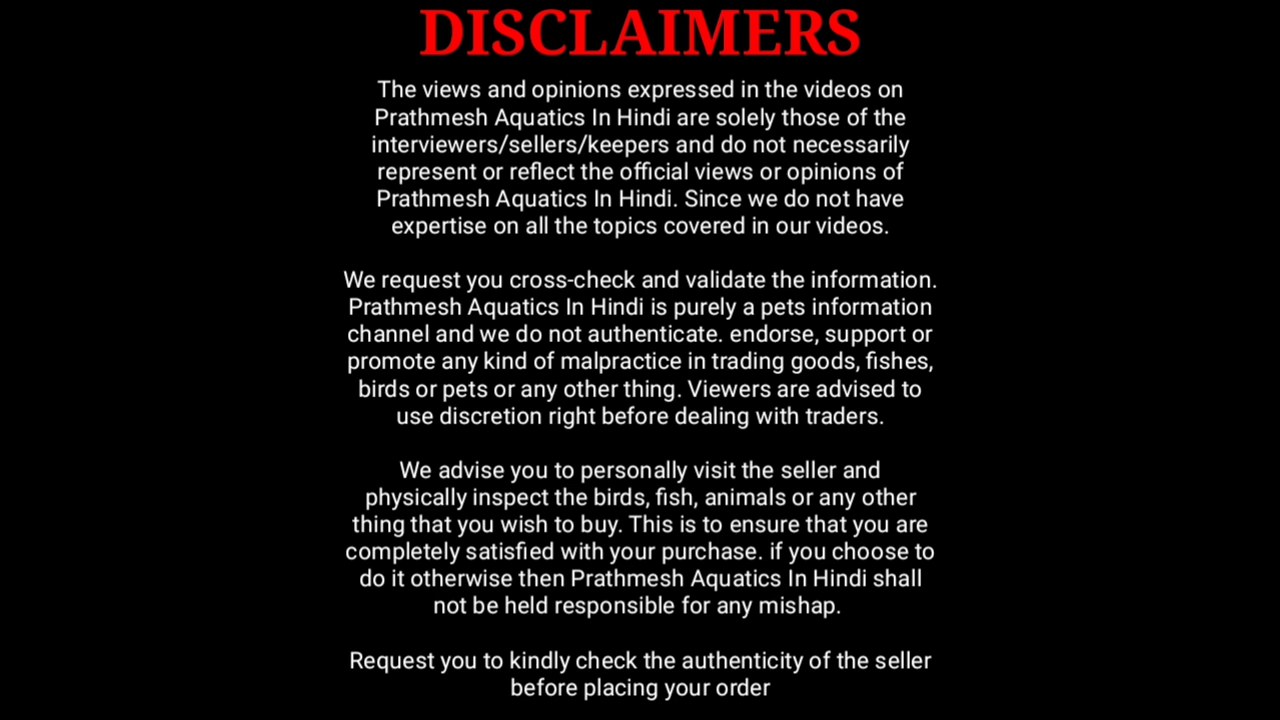 DISCLAIMERS
The views and opinions expressed in the videos on
Prathmesh Aquatics In Hindi are solely those of the
interviewers/sellers/keepers and do not necessarily
represent or reflect the official views or opinions of
Prathmesh Aquatics In Hindi. Since we do not have
expertise on all the topics covered in our videos.
We request you cross-check and validate the information.
Prathmesh Aquatics In Hindi is purely a pets information
channel and we do not authenticate. endorse, support or
promote any kind of malpractice in trading goods, fishes,
birds or pets or any other thing. Viewers are advised to
use discretion right before dealing with traders.
We advise you to personally visit the seller and
physically inspect the birds, fish, animals or any other
thing that you wish to buy. This is to ensure that you are
completely satisfied with your purchase. if you choose to
do it otherwise then Prathmesh Aquatics In Hindi shall
not be held responsible for any mishap.
Request you to kindly check the authenticity of the seller
before placing your order